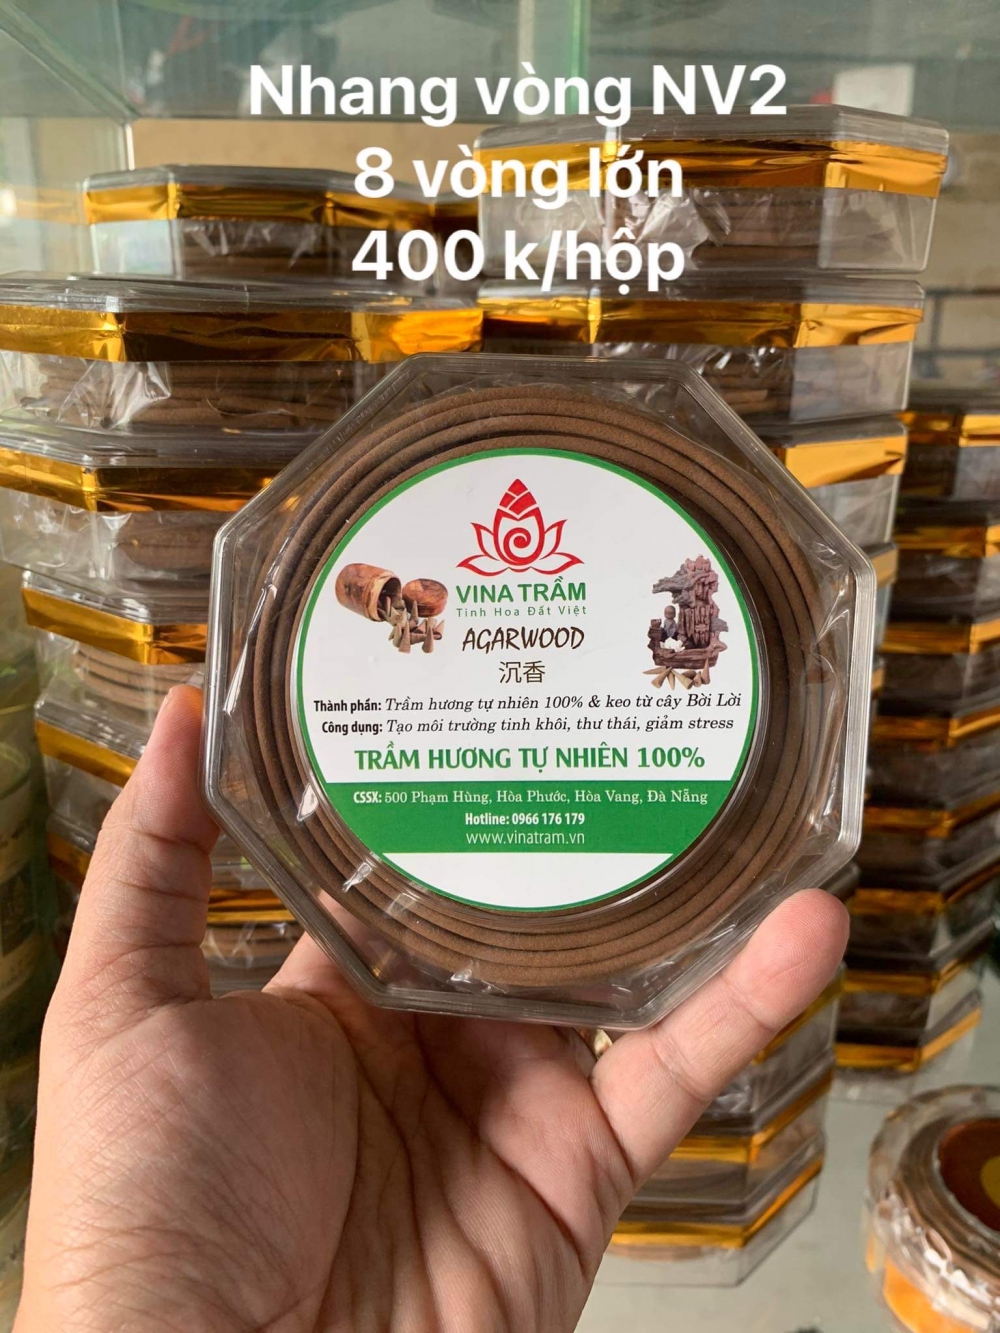 Nhang vòng NV2
8 vòng lớn
400 k/hộp
VINA TRẦM
Tinh Hoa Đất Việt
AGARWOOD
沉香
Thành phần: Trầm hương tự nhiên 100% & keo từ cây Bời Lời
Công dụng: Tạo môi trường tinh khôi, thư thái, giảm stress
TRẦM HƯƠNG TỰ NHIÊN 100%
CSSX: 500 Phạm Hùng, Hòa Phước, Hòa Vang, Đà Nẵng
Hotline: 0966 176 179
www.vinatram.vn